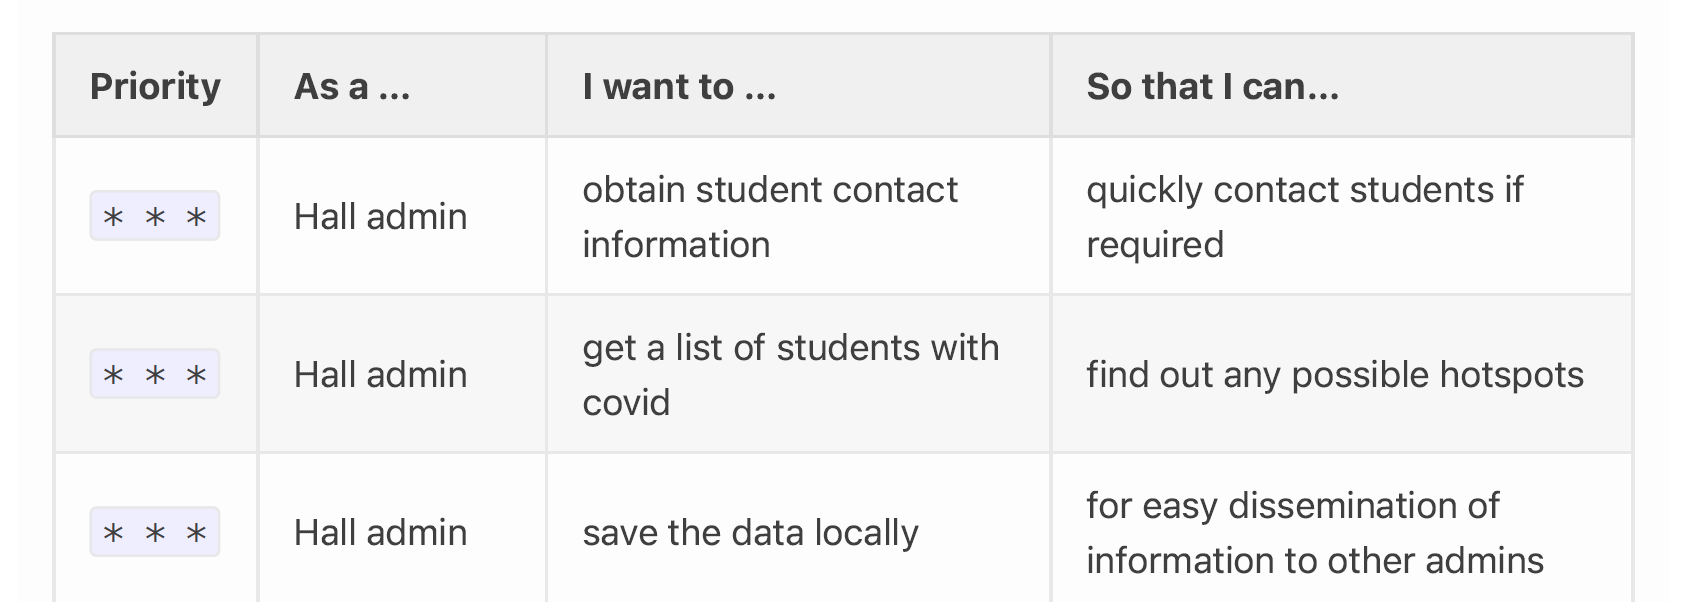 Priority
As a ...
I want to ...
So that I can...
* * *
Hall admin
obtain student contact
information
quickly contact students if
required
* * *
Hall admin
get a list of students with
covid
find out any possible hotspots
* * *
Hall admin
save the data locally
for easy dissemination of
information to other admins